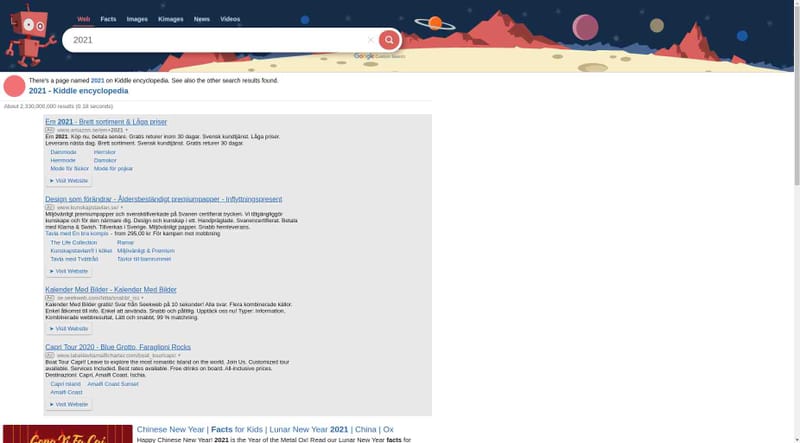 Web Facts Images Kimages News Videos
2021
Google Custom Search
There's a page named 2021 on Kiddle encyclopedia. See also the other search results found.
2021 - Kiddle encyclopedia
About 2,330,000,000 results (0.18 seconds)
Em 2021 - Brett sortiment & Låga priser
Ad www.amazon.se/em+2021
Em 2021. Köp nu, betala senare. Gratis returer inom 30 dagar. Svensk kundtjänst. Låga priser.
Leverans nästa dag. Brett sortiment. Svensk kundtjänst. Gratis returer 30 dagar.
Dammode Herrskor
Herrmode Damskor
Mode för flickor Mode för pojkar
► Visit Website
Design som förändrar - Åldersbeständigt premiumpapper - Inflyttningspresent
Ad www.kunskapstavlan.se/
Miljövänligt premiumpapper och svensktillverkade på Svanen certifierat tryckeri. Vi tillgängliggör
kunskape och för den närmare dig. Design och kunskap i ett. Handpräglade. Svanencertifierat. Betala
med Klarna & Swish. Tillverkas i Sverige. Miljövänligt papper. Snabb hemleverans.
Tavla med En bra kompis - from 295,00 kr För kampen mot mobbning
The Life Collection Ramar
Kunskapstavlan® i köket Miljövänligt & Premium
Tavla med Tvättråd Tavlor till barnrummet
► Visit Website
Kalender Med Bilder - Kalender Med Bilder
Ad se.seekweb.com/hitta/snabbt_nu
Kalender Med Bilder gratis! Svar från Seekweb på 10 sekunder! Alla svar. Flera kombinerade källor.
Enkel åtkomst till info. Enkel att använda. Snabb och pålitlig. Upptäck oss nu! Typer: Information,
Kombinerade webbresultat, Lätt och snabbt, 99 % matchning.
► Visit Website
Capri Tour 2020 - Blue Grotto, Faraglioni Rocks
Ad
Boat Tour Capri! Leave to explore the most romantic island on the world. Join Us. Customized tour
available. Services Included. Best rates available. Free drinks on board. All-inclusive prices.
Destinazioni: Capri, Amalfi Coast, Ischia.
Capri Island Amalfi Coast Sunset
Amalfi Coast
► Visit Website
Chinese New Year | Facts for Kids | Lunar New Year 2021 | China | Ox
Happy Chinese New Year! 2021 is the Year of the Metal Ox! Read our Lunar New Year facts for